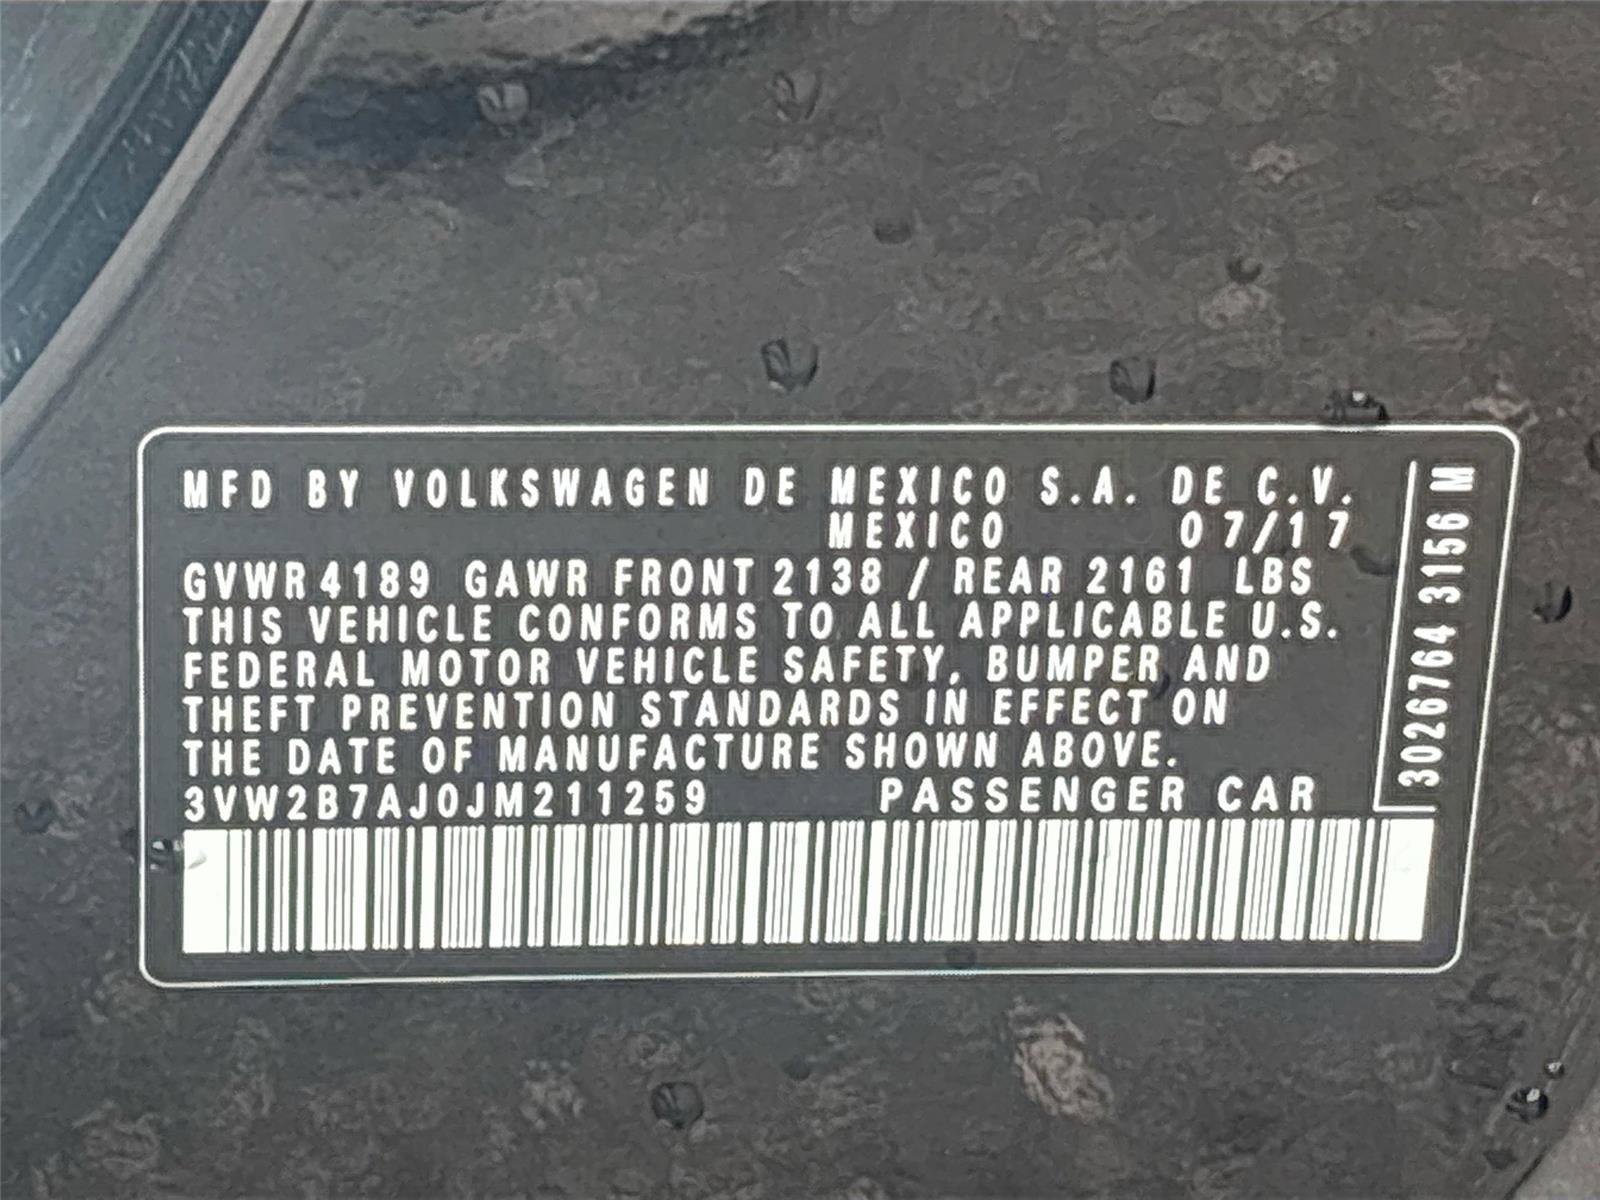 MFD BY VOLKSWAGEN DE MEXICO S.A. DE C.V.
MEXICO 07/17
GVWR 4189 GAWR FRONT 2138 / REAR 2161 LBS
THIS VEHICLE CONFORMS TO ALL APPLICABLE U.S.
FEDERAL MOTOR VEHICLE SAFETY, BUMPER AND
THEFT PREVENTION STANDARDS IN EFFECT ON
THE DATE OF MANUFACTURE SHOWN ABOVE.
3VW2B7AJ0JM211259 PASSENGER CAR
3026764 3156 M